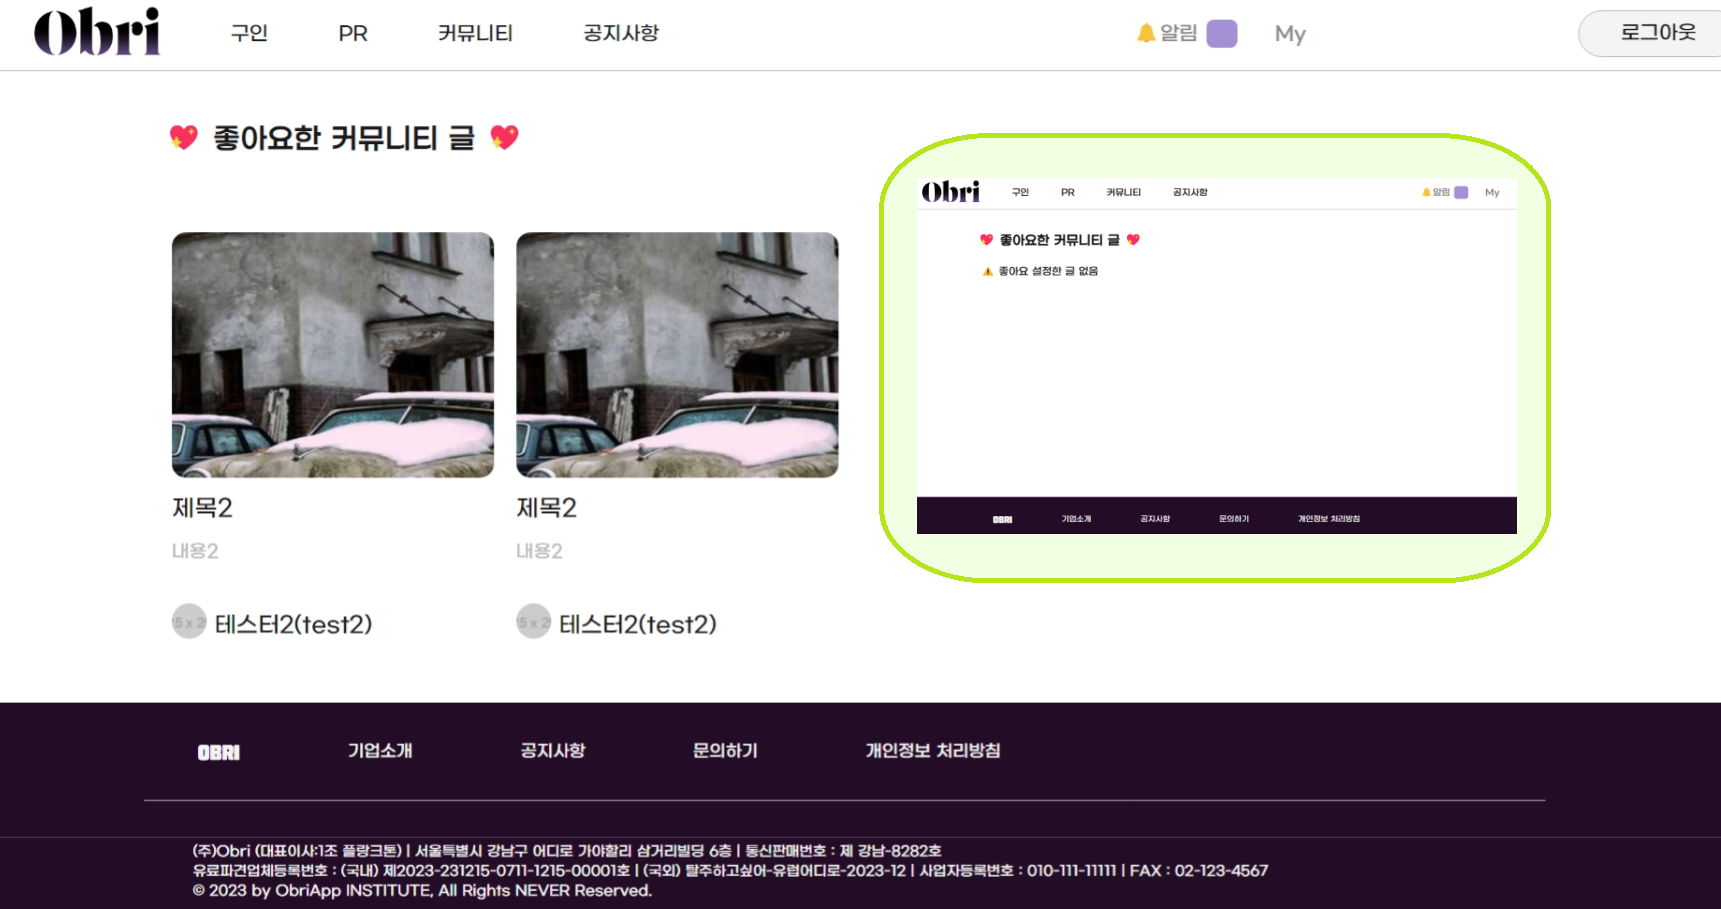 Obri 구인 PR 커뮤니티 공지사항 🔔알림 My 로그아웃
💖 좋아요한 커뮤니티 글 💖
제목2
내용2
테스터2(test2)
제목2
내용2
테스터2(test2)
Obri 구인 PR 커뮤니티 공지사항 🔔알림 My
💖 좋아요한 커뮤니티 글 💖
⚠️ 좋아요 설정한 글 없음
OBRI 기업소개 공지사항 문의하기 개인정보 처리방침
OBRI 기업소개 공지사항 문의하기 개인정보 처리방침
(주)Obri (대표이사:1조 플랑크톤) | 서울특별시 강남구 어디로 가야할리 삼거리빌딩 6층 | 통신판매번호 : 제 강남-8282호
유료파견업체등록번호 : (국내) 제2023-231215-0711-1215-00001호 | (국외) 탈주하고싶어-유럽어디로-2023-12 | 사업자등록번호 : 010-111-11111 | FAX : 02-123-4567
© 2023 by ObriApp INSTITUTE, All Rights NEVER Reserved.